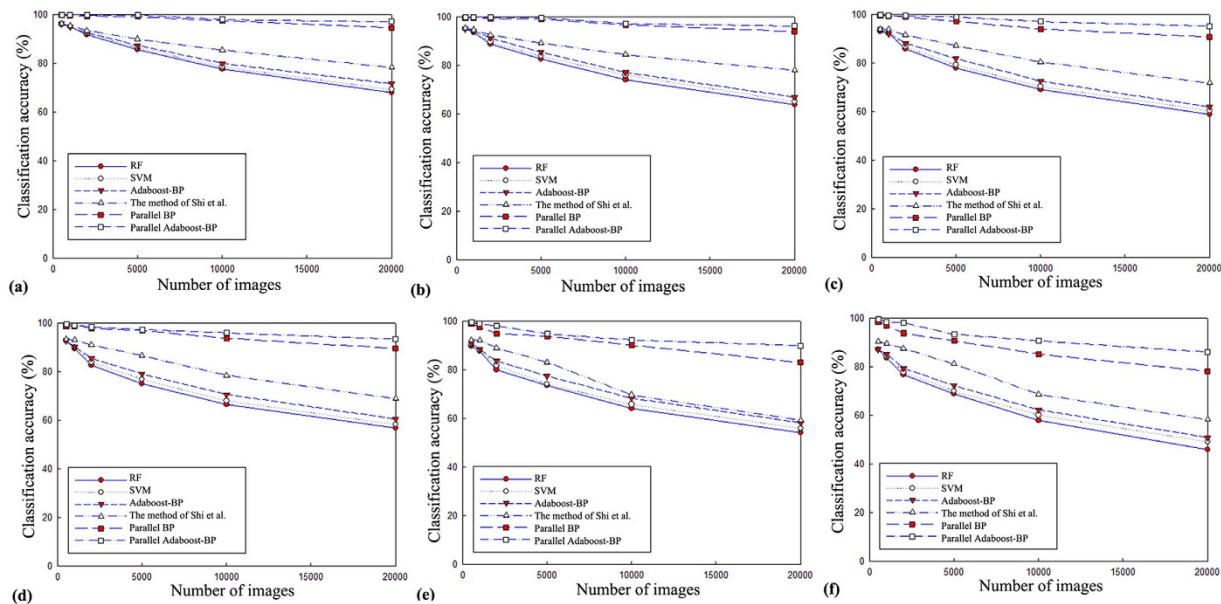 100
80
60
40
20
0
Classification accuracy (%)
RF
SVM
Adaboost-BP
The method of Shi et al.
Parallel BP
Parallel Adaboost-BP
0 5000 10000 15000 20000
Number of images
(a)
100
80
60
40
20
0
Classification accuracy (%)
RF
SVM
Adaboost-BP
The method of Shi et al.
Parallel BP
Parallel Adaboost-BP
0 5000 10000 15000 20000
Number of images
(b)
100
80
60
40
20
0
Classification accuracy (%)
RF
SVM
Adaboost-BP
The method of Shi et al.
Parallel BP
Parallel Adaboost-BP
0 5000 10000 15000 20000
Number of images
(c)
100
80
60
40
20
0
Classification accuracy (%)
RF
SVM
Adaboost-BP
The method of Shi et al.
Parallel BP
Parallel Adaboost-BP
0 5000 10000 15000 20000
Number of images
(d)
100
80
60
40
20
0
Classification accuracy (%)
RF
SVM
Adaboost-BP
The method of Shi et al.
Parallel BP
Parallel Adaboost-BP
0 5000 10000 15000 20000
Number of images
(e)
100
80
60
40
20
0
Classification accuracy (%)
RF
SVM
Adaboost-BP
The method of Shi et al.
Parallel BP
Parallel Adaboost-BP
0 5000 10000 15000 20000
Number of images
(f)